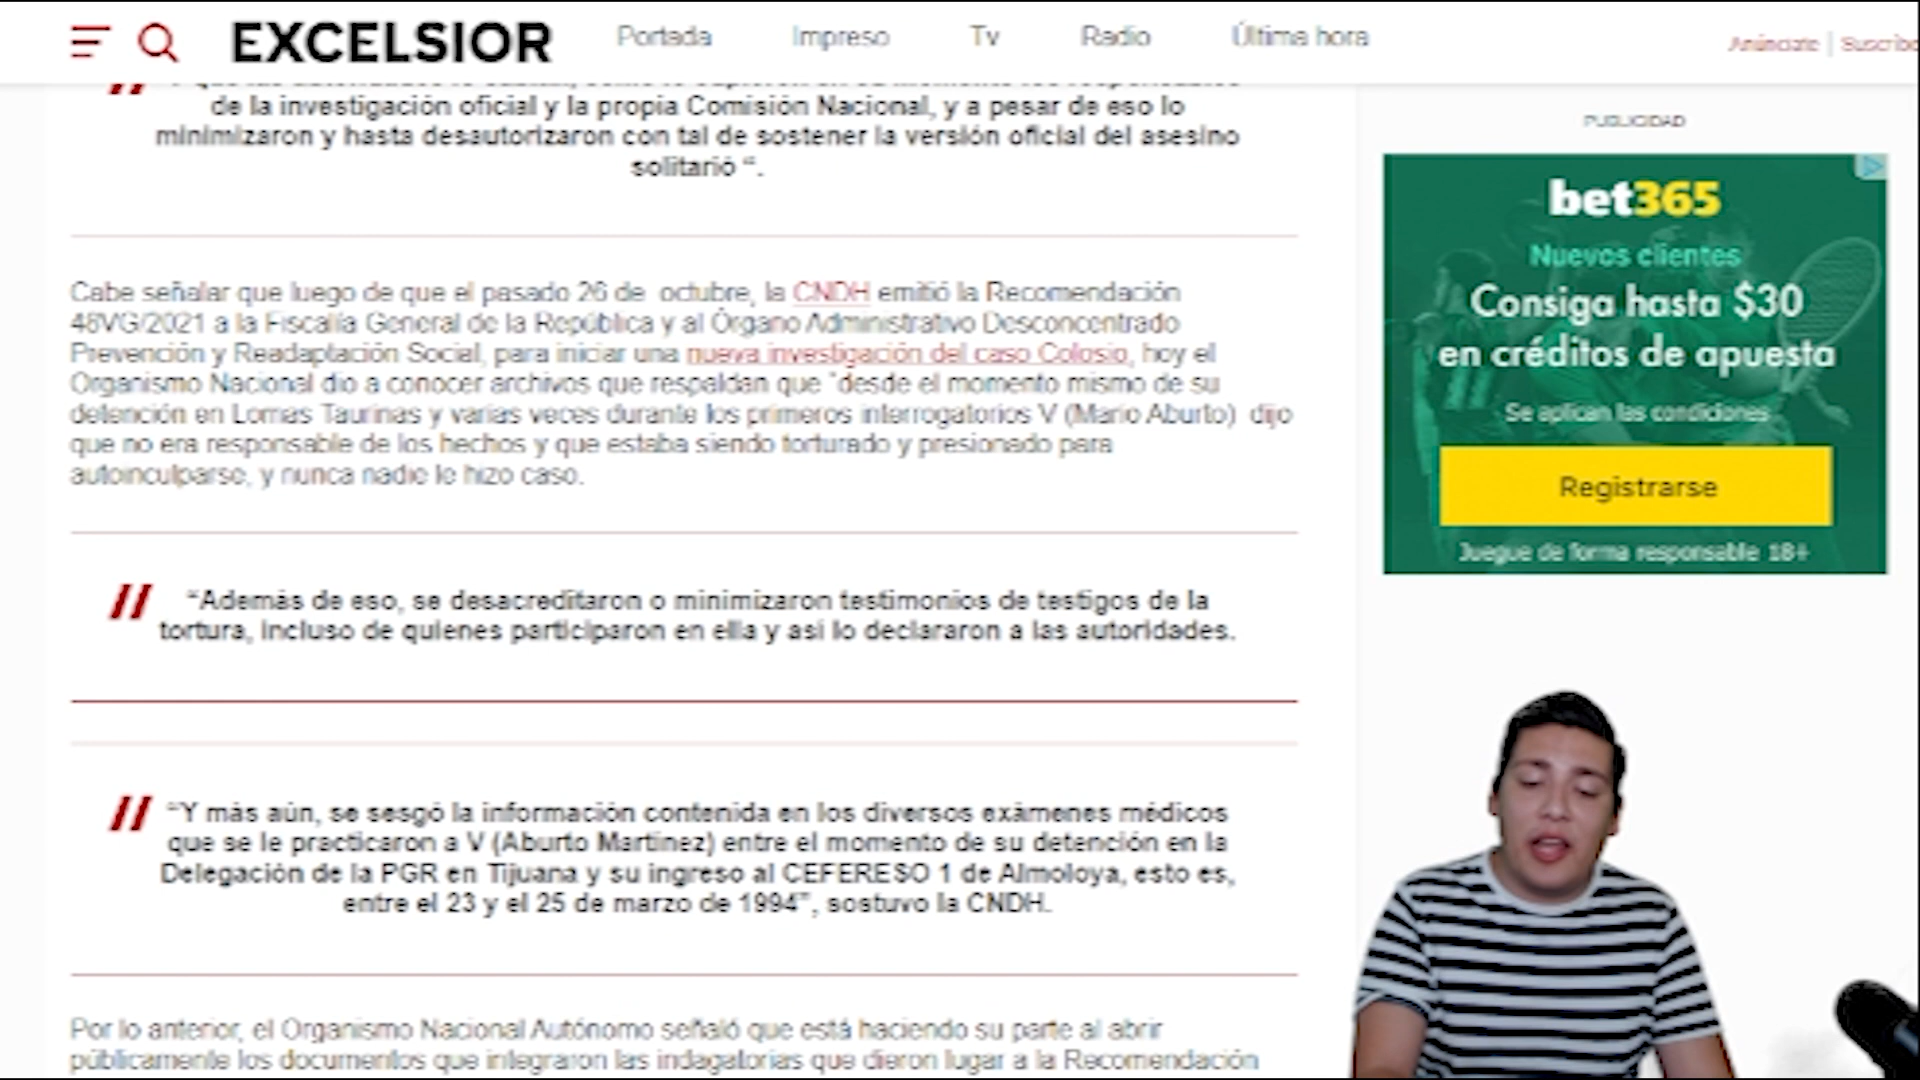 EXCELSIOR
Portada Impreso Tv Radio Última hora
Anúnciate | Suscríbe
de la investigación oficial y la propia Comisión Nacional, y a pesar de eso lo
minimizaron y hasta desautorizaron con tal de sostener la versión oficial del asesino
solitarió “.
Cabe señalar que luego de que el pasado 26 de octubre, la CNDH emitió la Recomendación
48VG/2021 a la Fiscalía General de la República y al Órgano Administrativo Desconcentrado
Prevención y Readaptación Social, para iniciar una nueva investigación del caso Colosio, hoy el
Organismo Nacional dio a conocer archivos que respaldan que “desde el momento mismo de su
detención en Lomas Taurinas y varias veces durante los primeros interrogatorios V (Mario Aburto) dijo
que no era responsable de los hechos y que estaba siendo torturado y presionado para
autoinculparse, y nunca nadie le hizo caso.
“Además de eso, se desacreditaron o minimizaron testimonios de testigos de la
tortura, incluso de quienes participaron en ella y así lo declararon a las autoridades.
“Y más aún, se sesgó la información contenida en los diversos exámenes médicos
que se le practicaron a V (Aburto Martínez) entre el momento de su detención en la
Delegación de la PGR en Tijuana y su ingreso al CEFERESO 1 de Almoloya, esto es,
entre el 23 y el 25 de marzo de 1994”, sostuvo la CNDH.
Por lo anterior, el Organismo Nacional Autónomo señaló que está haciendo su parte al abrir
públicamente los documentos que integraron las indagatorias que dieron lugar a la Recomendación
PUBLICIDAD
bet365
Nuevos clientes
Consiga hasta $30
en créditos de apuesta
Se aplican las condiciones
Registrarse
Juegue de forma responsable 18+